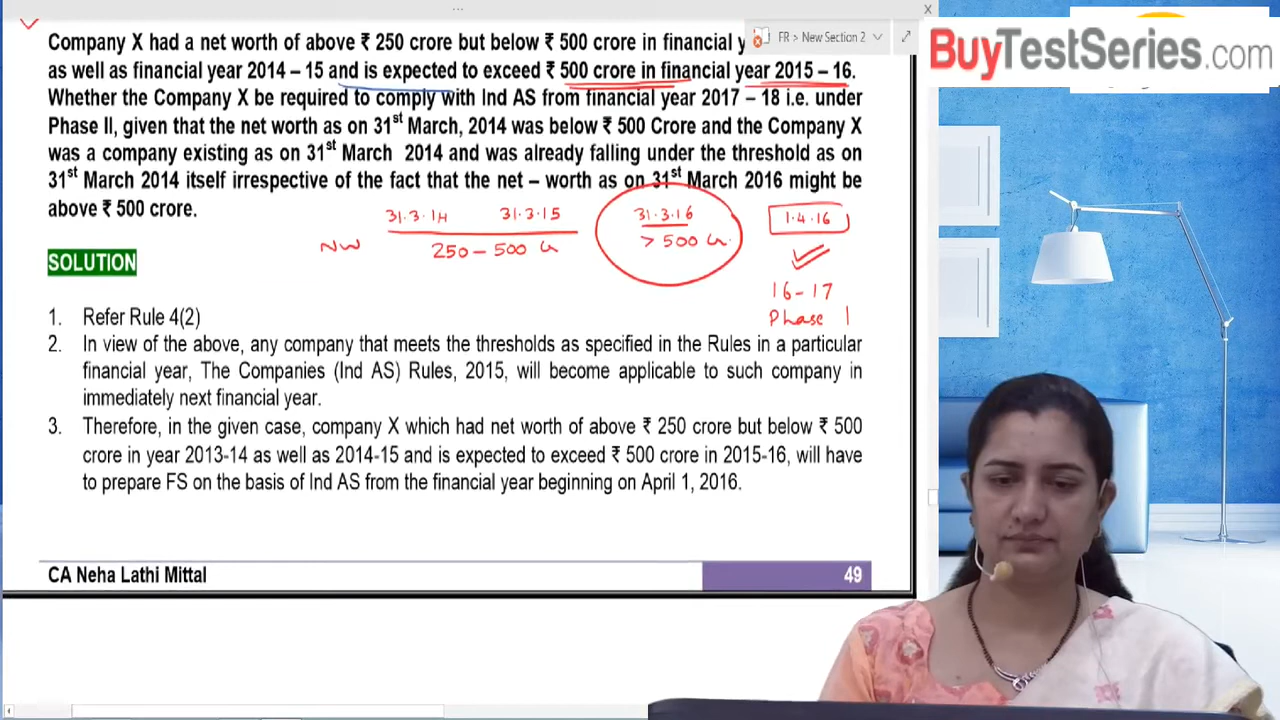 FR > New Section 2
BuyTestSeries.com
Company X had a net worth of above ₹ 250 crore but below ₹ 500 crore in financial
as well as financial year 2014 – 15 and is expected to exceed ₹ 500 crore in financial year 2015 – 16.
Whether the Company X be required to comply with Ind AS from financial year 2017 – 18 i.e. under
Phase II, given that the net worth as on 31st March, 2014 was below ₹ 500 Crore and the Company X
was a company existing as on 31st March 2014 and was already falling under the threshold as on
31st March 2014 itself irrespective of the fact that the net – worth as on 31st March 2016 might be
above ₹ 500 crore.
31.3.14 31.3.15 31.3.16 1.4.16
NW 250 – 500 Cr > 500 Cr.
SOLUTION
16-17
Phase I
1. Refer Rule 4(2)
2. In view of the above, any company that meets the thresholds as specified in the Rules in a particular
financial year, The Companies (Ind AS) Rules, 2015, will become applicable to such company in
immediately next financial year.
3. Therefore, in the given case, company X which had net worth of above ₹ 250 crore but below ₹ 500
crore in year 2013-14 as well as 2014-15 and is expected to exceed ₹ 500 crore in 2015-16, will have
to prepare FS on the basis of Ind AS from the financial year beginning on April 1, 2016.
CA Neha Lathi Mittal 49